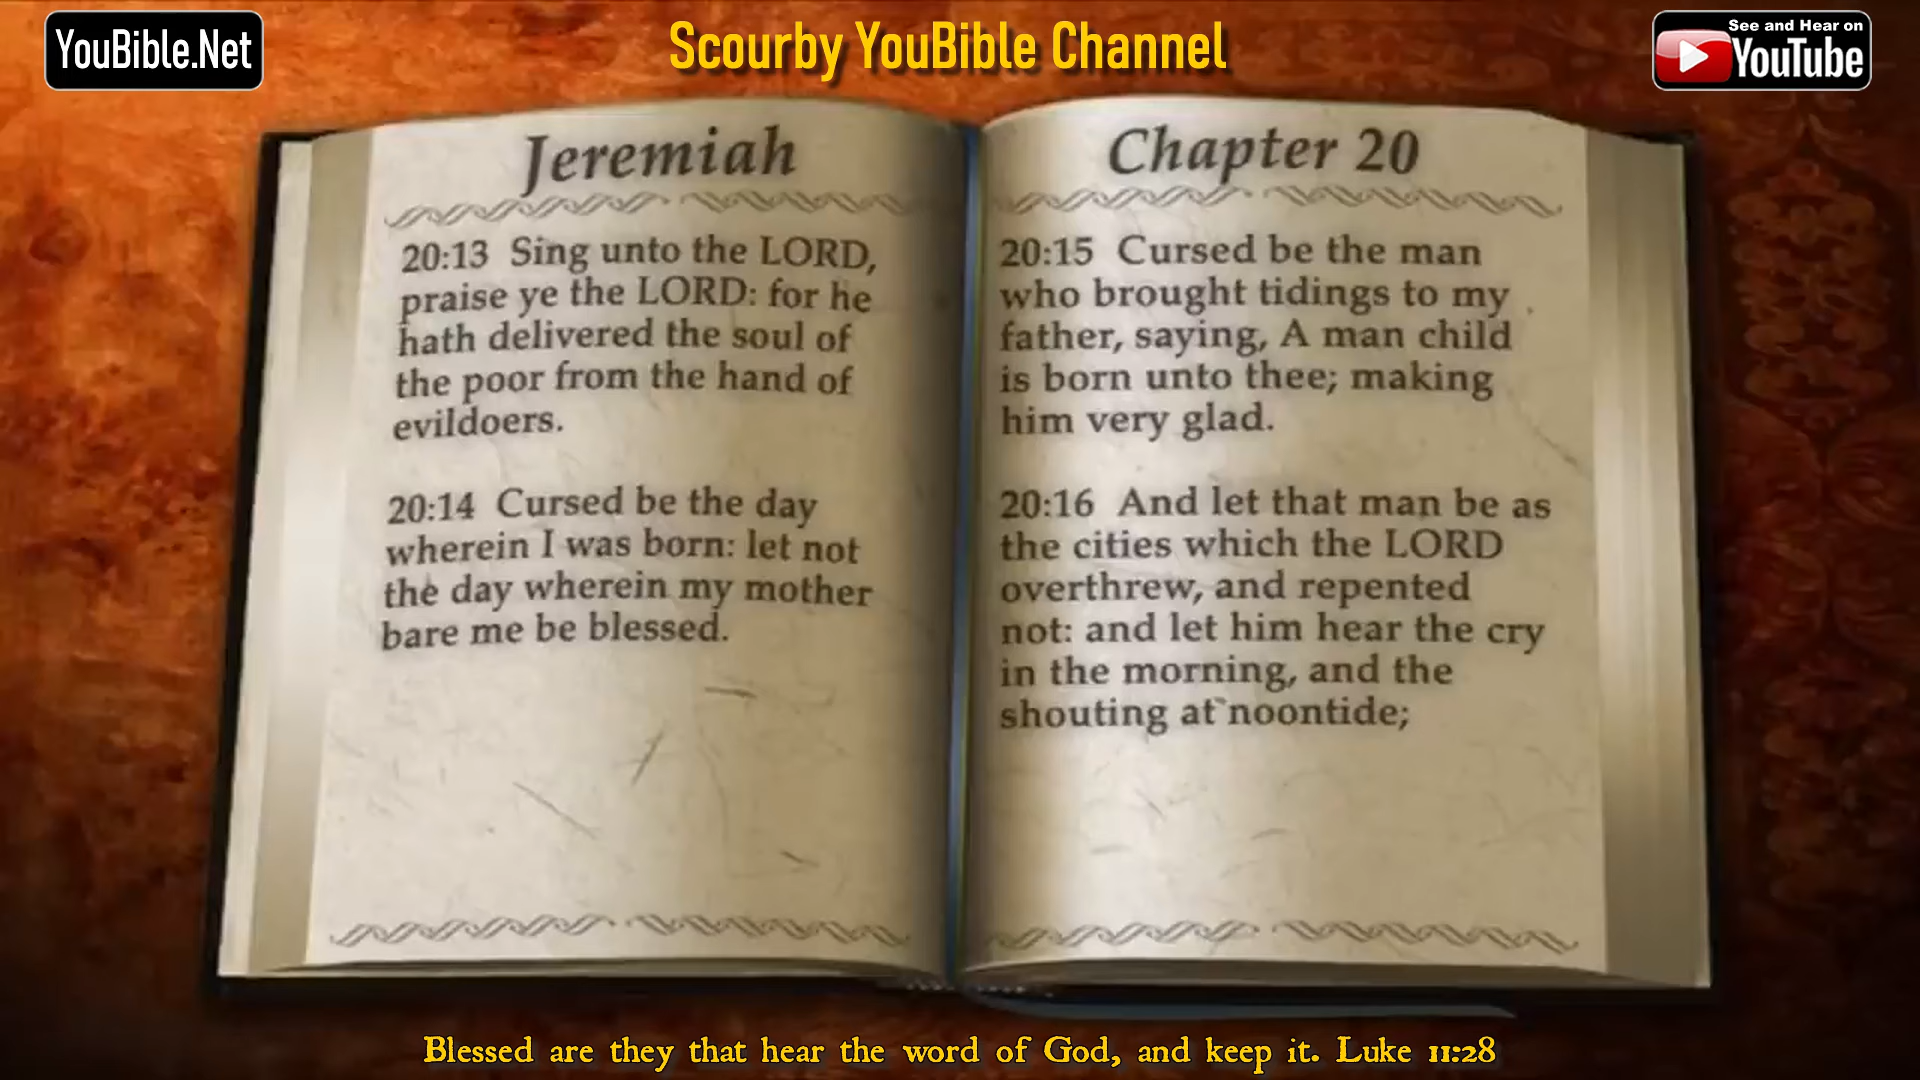 YouBible.Net
Scourby YouBible Channel
See and Hear on
YouTube
Jeremiah
20:13 Sing unto the LORD,
praise ye the LORD: for he
hath delivered the soul of
the poor from the hand of
evildoers.
20:14 Cursed be the day
wherein I was born: let not
the day wherein my mother
bare me be blessed.
Chapter 20
20:15 Cursed be the man
who brought tidings to my
father, saying, A man child
is born unto thee; making
him very glad.
20:16 And let that man be as
the cities which the LORD
overthrew, and repented
not: and let him hear the cry
in the morning, and the
shouting at noontide;
Blessed are they that hear the word of God, and keep it. Luke 11:28